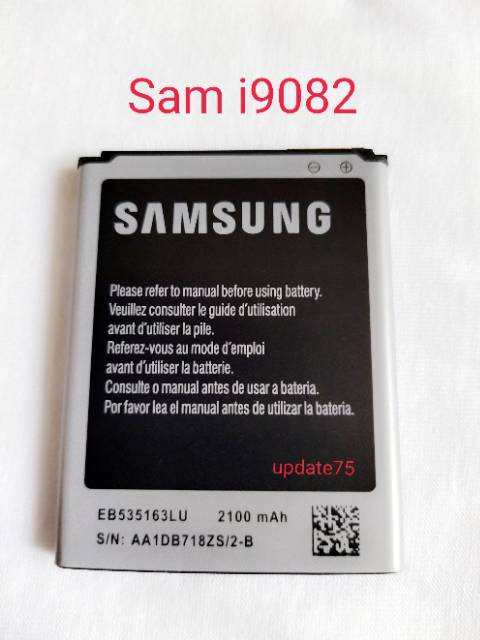 Sam i9082
SAMSUNG
Please refer to manual before using battery.
Veuillez consulter le guide d'utilisation
avant d'utiliser la pile.
Referez-vous au mode d'emploi
avant d'utiliser la batterie.
Consulte o manual antes de usar a bateria.
Por favor lea el manual antes de utilizar la bateria.
update75
EB535163LU 2100 mAh
S/N: AA1DB718ZS/2-B